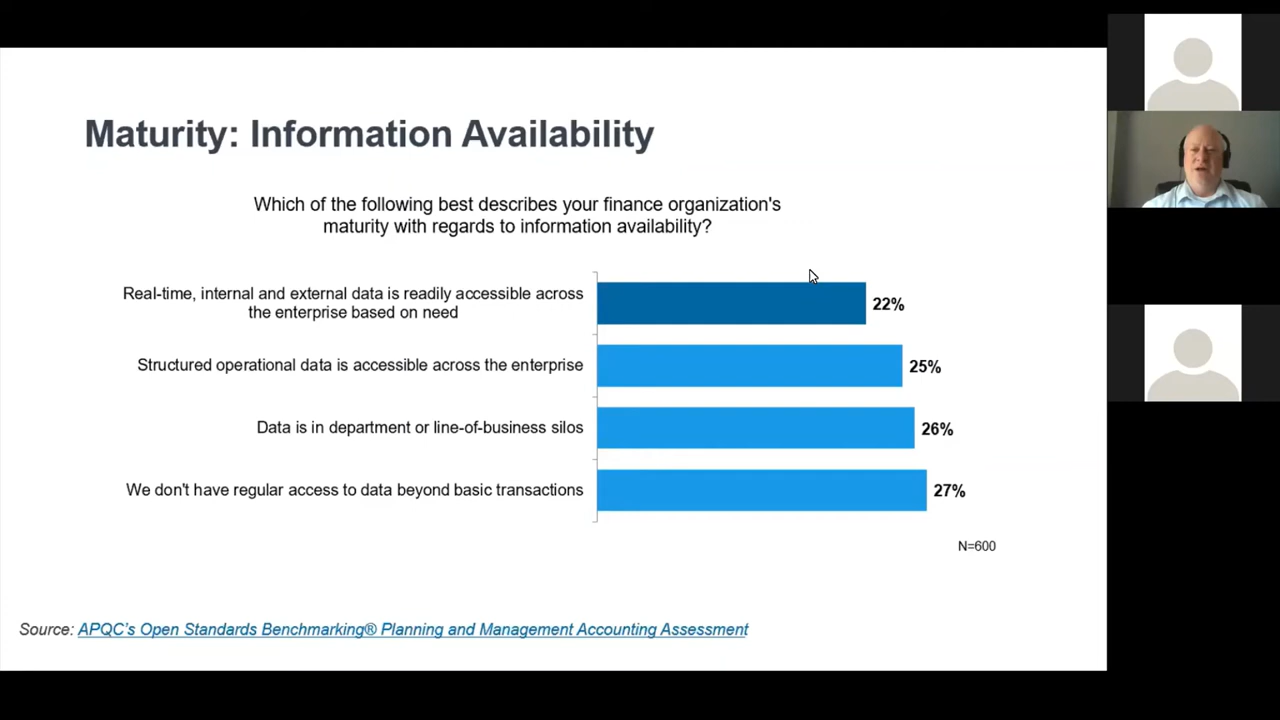 Maturity: Information Availability
Which of the following best describes your finance organization's
maturity with regards to information availability?
Real-time, internal and external data is readily accessible across
the enterprise based on need
22%
Structured operational data is accessible across the enterprise
25%
Data is in department or line-of-business silos
26%
We don't have regular access to data beyond basic transactions
27%
N=600
Source: APQC's Open Standards Benchmarking® Planning and Management Accounting Assessment